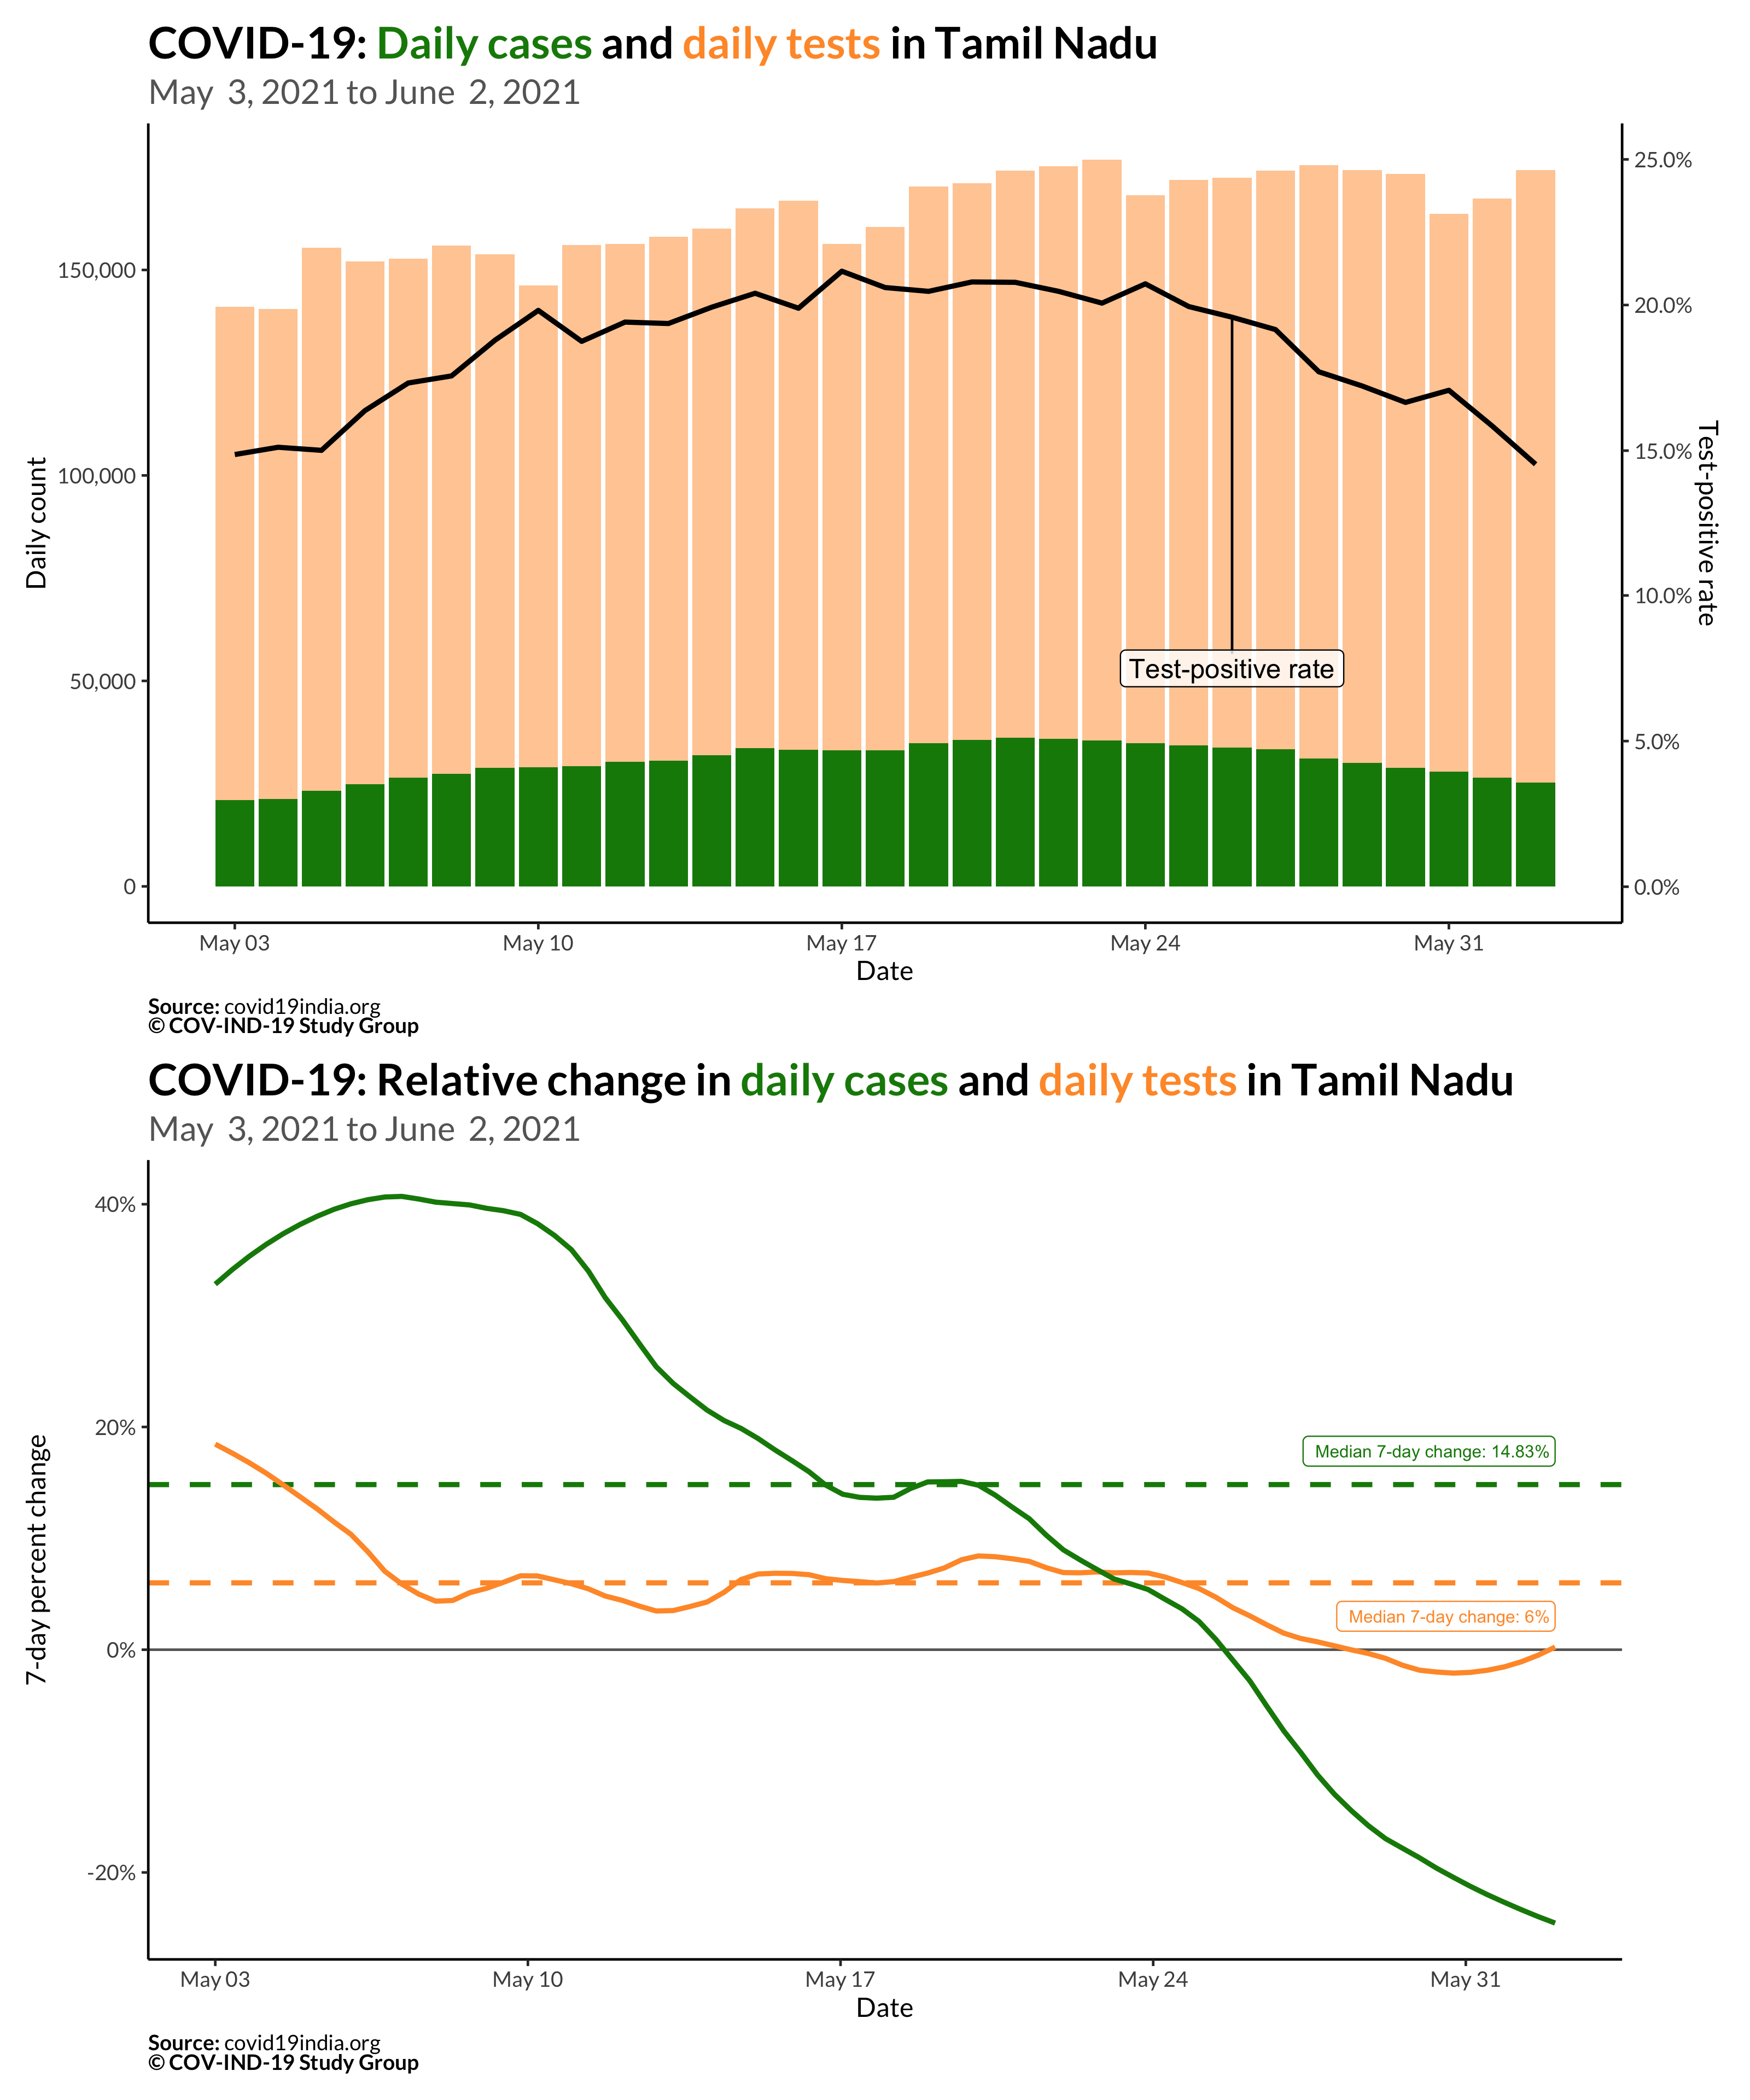 COVID-19: Daily cases and daily tests in Tamil Nadu
May 3, 2021 to June 2, 2021
Daily count
150,000
100,000
50,000
0
25.0%
20.0%
15.0%
10.0%
5.0%
0.0%
Test-positive rate
Test-positive rate
May 03
May 10
May 17
May 24
May 31
Date
Source: covid19india.org
© COV-IND-19 Study Group
COVID-19: Relative change in daily cases and daily tests in Tamil Nadu
May 3, 2021 to June 2, 2021
7-day percent change
40%
20%
0%
-20%
Median 7-day change: 14.83%
Median 7-day change: 6%
May 03
May 10
May 17
May 24
May 31
Date
Source: covid19india.org
© COV-IND-19 Study Group